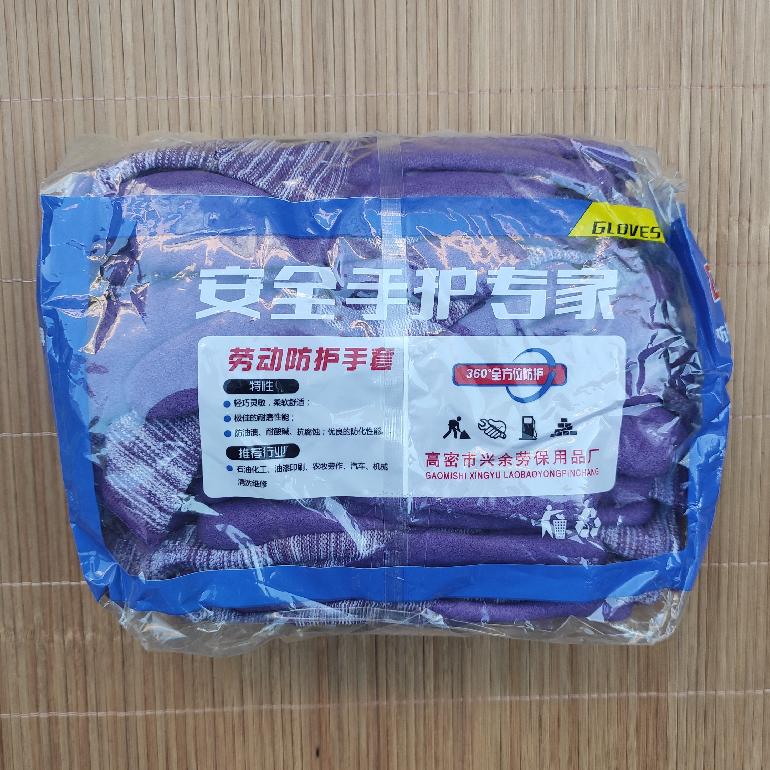 GLOVES
安全手护专家
劳动防护手套
360°全方位防护
特性
轻巧灵敏，柔软舒适；
极佳的耐磨性能；
防油渍、耐酸碱、抗腐蚀；优良的防化性能
推荐行业
石油化工、油漆印刷、农牧劳作、汽车、机械
清洗维修
高密市兴余劳保用品厂
GAOMISHI XINGYU LAOBAOYONGPINCHANG